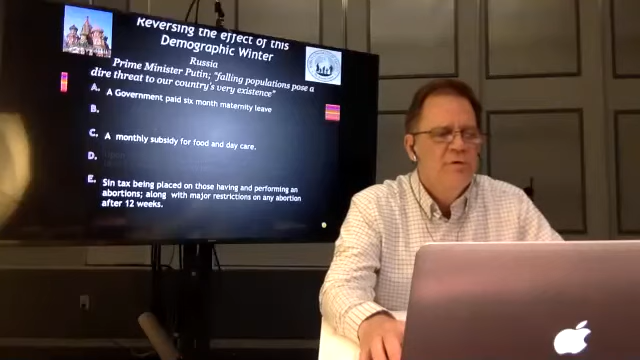 Reversing the effect of this
Demographic Winter
Russia
Prime Minister Putin; "falling populations pose a
dire threat to our country's very existence"
A. A Government paid six month maternity leave
B.
C. A monthly subsidy for food and day care.
D.
E. Sin tax being placed on those having and performing an
abortions; along with major restrictions on any abortion
after 12 weeks.